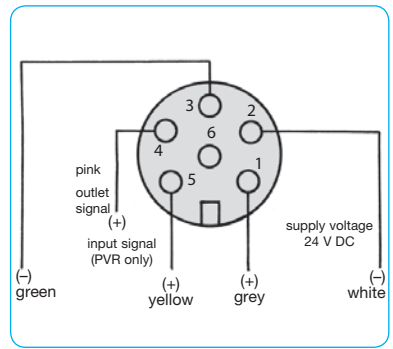 3
2
6
4
1
5
pink
outlet
signal
(+)
input signal
(PVR only)
supply voltage
24 V DC
(–)
green
(+)
yellow
(+)
grey
(–)
white